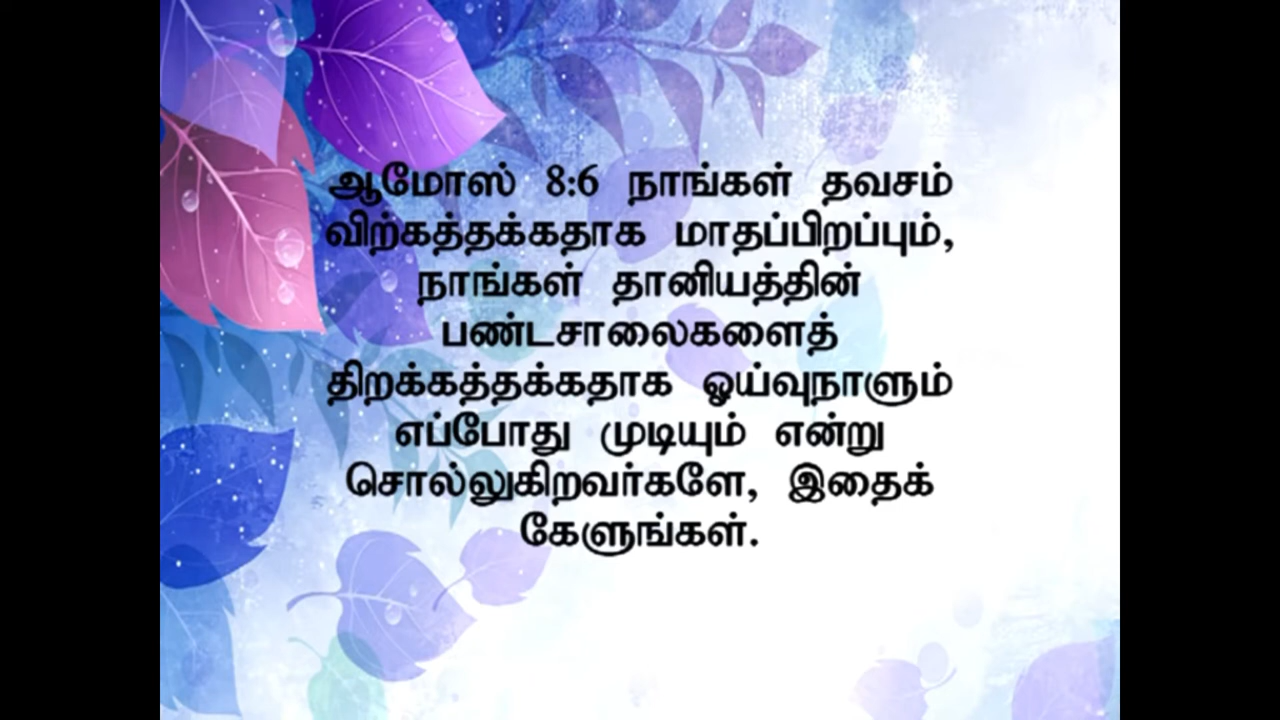 ஆமோஸ் 8:6 நாங்கள் தவசம்
விற்கத்தக்கதாக மாதப்பிறப்பும்,
நாங்கள் தானியத்தின்
பண்டசாலைகளைத்
திறக்கத்தக்கதாக ஓய்வுநாளும்
எப்போது முடியும் என்று
சொல்லுகிறவர்களே, இதைக்
கேளுங்கள்.